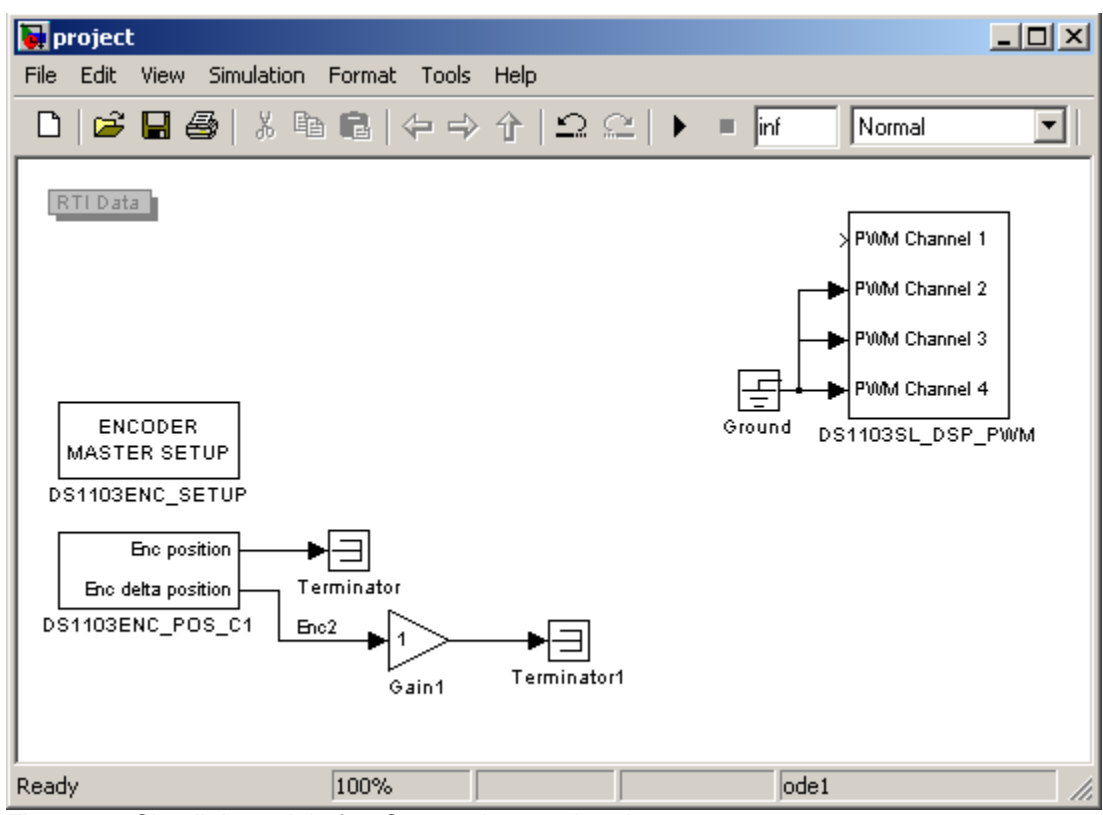 project
File Edit View Simulation Format Tools Help
inf Normal
RTI Data
PWM Channel 1
PWM Channel 2
PWM Channel 3
PWM Channel 4
Ground
DS1103SL_DSP_PWM
ENCODER
MASTER SETUP
DS1103ENC_SETUP
Enc position
Enc delta position
DS1103ENC_POS_C1
Terminator
Enc2
1
Gain1
Terminator1
Ready 100% ode1